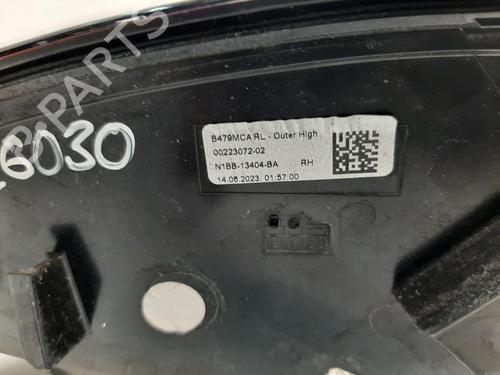 B-PARTS
6030
B479MCA RL - Outer High
00223072-02
N1BB-13404-BA RH
14.06.2023 01:57:00